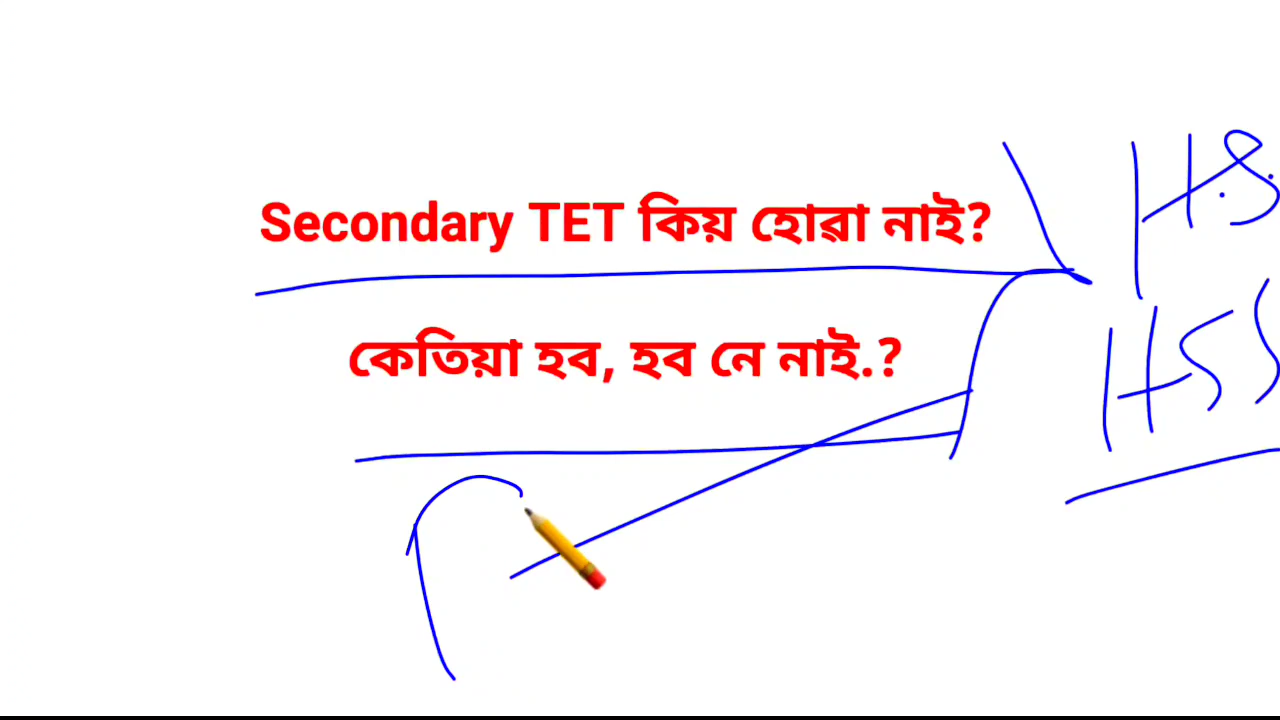 Secondary TET কিয় হোৱা নাই?
H.S.
কেতিয়া হব, হব নে নাই.?
HSS